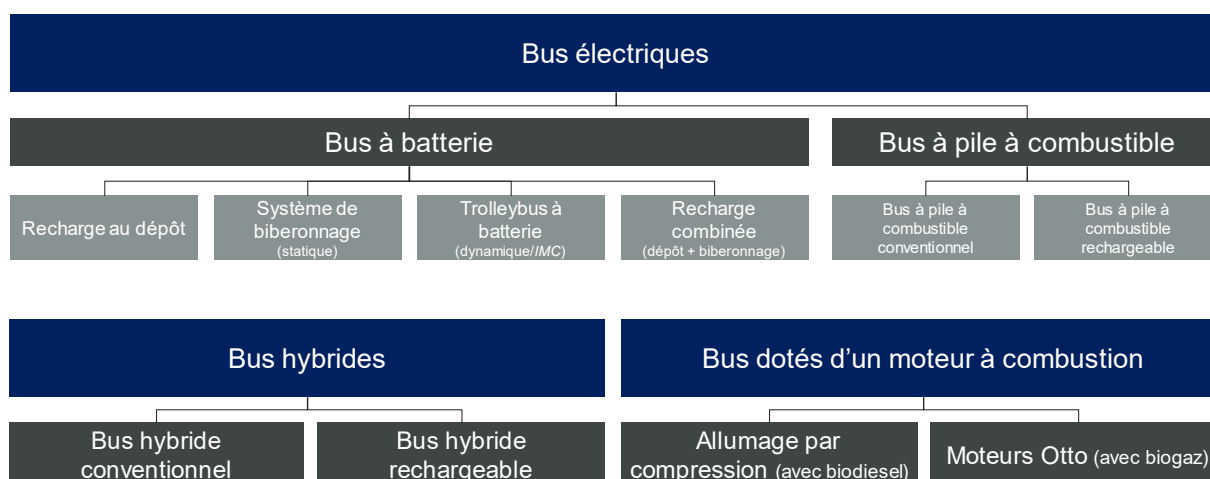 Bus électriques
Bus à batterie
Bus à pile à combustible
Recharge au dépôt
Système de
biberonnage
(statique)
Trolleybus à
batterie
(dynamique/IMC)
Recharge
combinée
(dépôt + biberonnage)
Bus à pile à
combustible
conventionnel
Bus à pile à
combustible
rechargeable
Bus hybrides
Bus dotés d'un moteur à combustion
Bus hybride
conventionnel
Bus hybride
rechargeable
Allumage par
compression (avec biodiesel)
Moteurs Otto (avec biogaz)